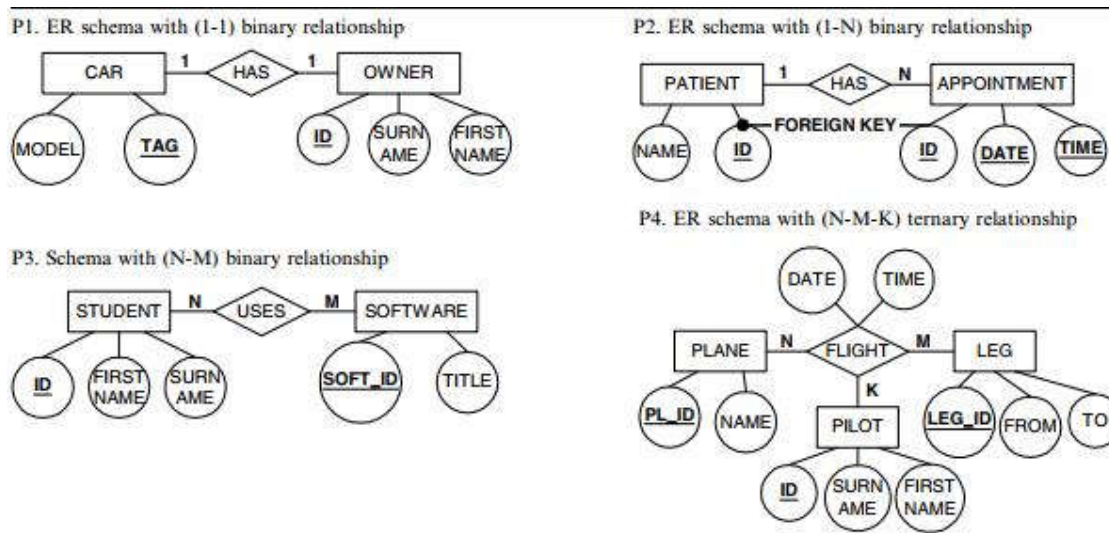 P1. ER schema with (1-1) binary relationship
CAR
1
HAS
1
OWNER
MODEL
TAG
ID
SURN
AME
FIRST
NAME
P2. ER schema with (1-N) binary relationship
PATIENT
1
HAS
N
APPOINTMENT
FOREIGN KEY
NAME
ID
ID
DATE
TIME
P3. Schema with (N-M) binary relationship
STUDENT
N
USES
M
SOFTWARE
ID
FIRST
NAME
SURN
AME
SOFT_ID
TITLE
P4. ER schema with (N-M-K) ternary relationship
DATE
TIME
PLANE
N
FLIGHT
M
LEG
K
PL_ID
NAME
PILOT
LEG_ID
FROM
TO
ID
SURN
AME
FIRST
NAME